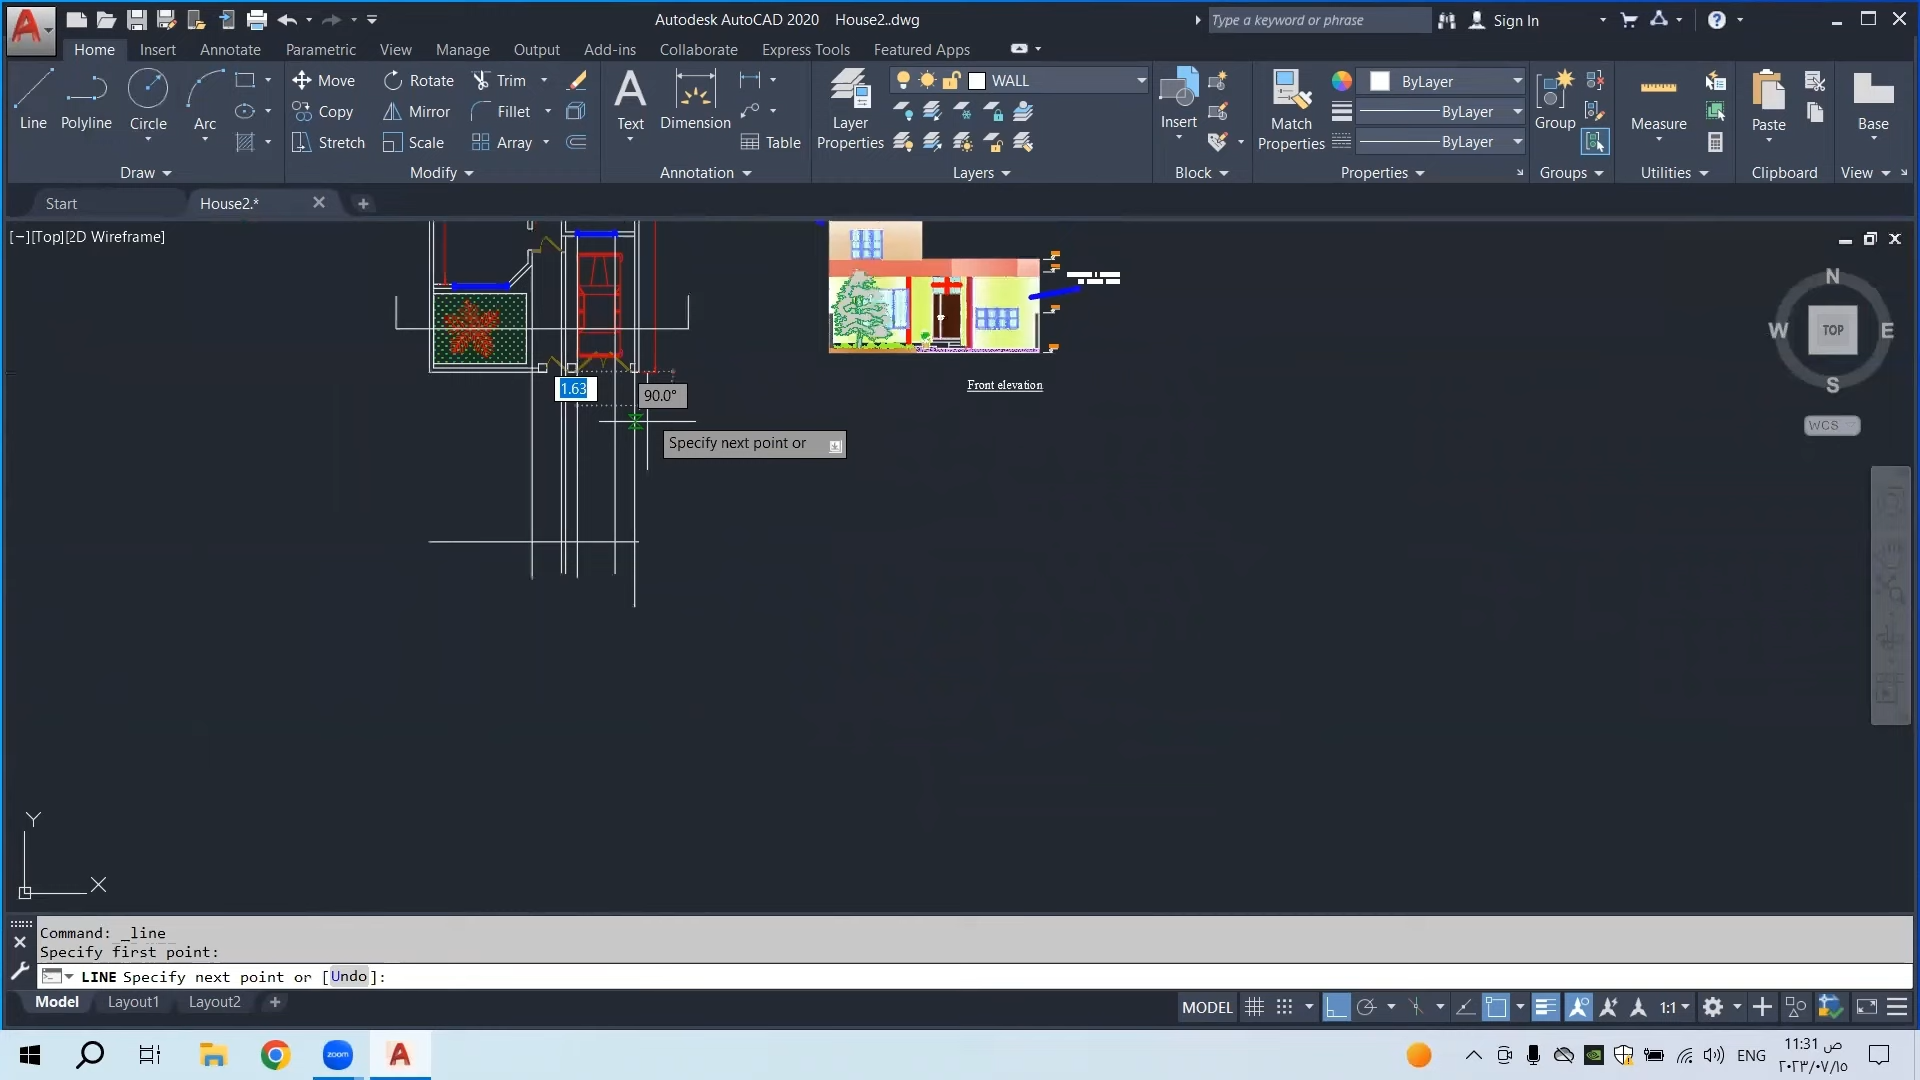 Autodesk AutoCAD 2020 House2..dwg
Type a keyword or phrase
Sign In
Home Insert Annotate Parametric View Manage Output Add-ins Collaborate Express Tools Featured Apps
Line
Polyline
Circle
Arc
Move
Copy
Stretch
Rotate
Mirror
Scale
Trim
Fillet
Array
Text
Dimension
Table
Layer
Properties
WALL
Insert
Match
Properties
ByLayer
ByLayer
ByLayer
Group
Measure
Paste
Base
Draw Modify Annotation Layers Block Properties Groups Utilities Clipboard View
Start House2.*
[−][Top][2D Wireframe]
N
W TOP E
S
WCS
Front elevation
1.63
90.0°
Specify next point or
Y
X
Command: _line
Specify first point:
LINE Specify next point or [Undo]:
Model Layout1 Layout2
MODEL 1:1
zoom
ENG
11:31 ص
٢٠٢٣/٠٧/١٥